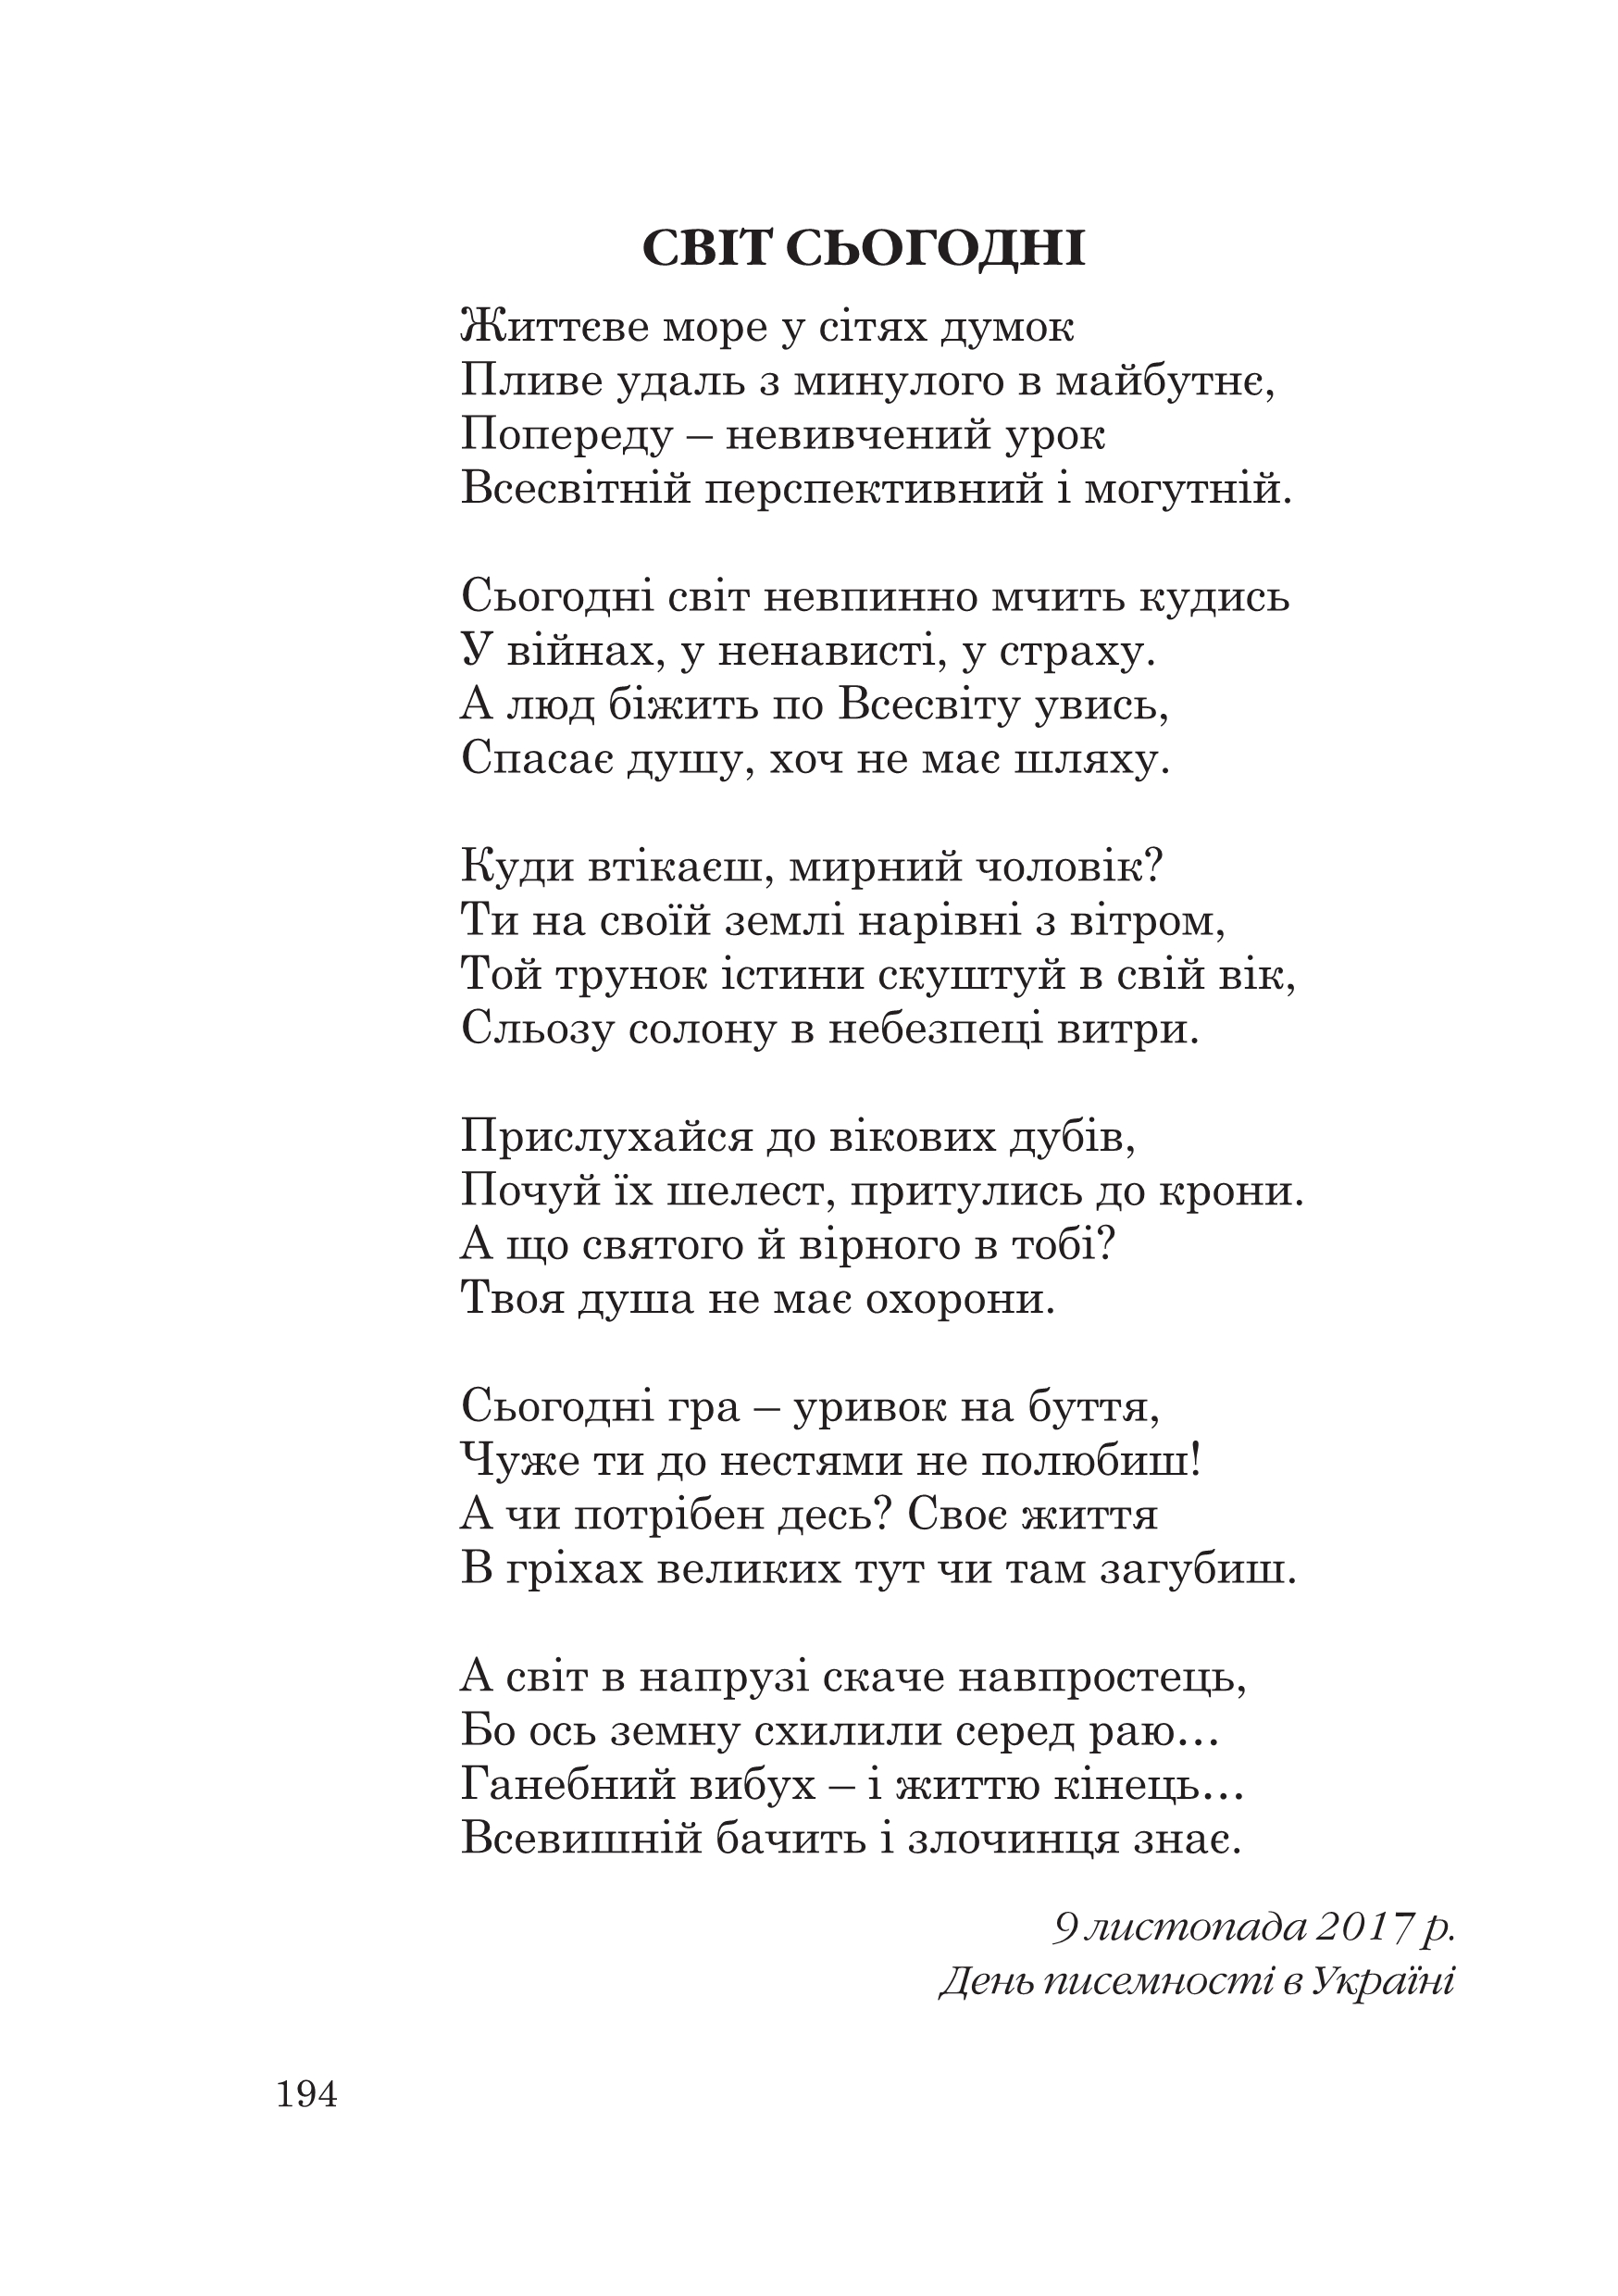 СВІТ СЬОГОДНІ
Життєве море у сітях думок
Пливе удаль з минулого в майбутнє,
Попереду – невивчений урок
Всесвітній перспективний і могутній.
Сьогодні світ невпинно мчить кудись
У війнах, у ненависті, у страху.
А люд біжить по Всесвіту увись,
Спасає душу, хоч не має шляху.
Куди втікаєш, мирний чоловік?
Ти на своїй землі нарівні з вітром,
Той трунок істини скуштуй в свій вік,
Сльозу солону в небезпеці витри.
Прислухайся до вікових дубів,
Почуй їх шелест, притулись до крони.
А що святого й вірного в тобі?
Твоя душа не має охорони.
Сьогодні гра – уривок на буття,
Чуже ти до нестями не полюбиш!
А чи потрібен десь? Своє життя
В гріхах великих тут чи там загубиш.
А світ в напрузі скаче навпростець,
Бо ось земну схилили серед раю…
Ганебний вибух – і життю кінець…
Всевишній бачить і злочинця знає.
9 листопада 2017 р.
День писемності в Україні
194